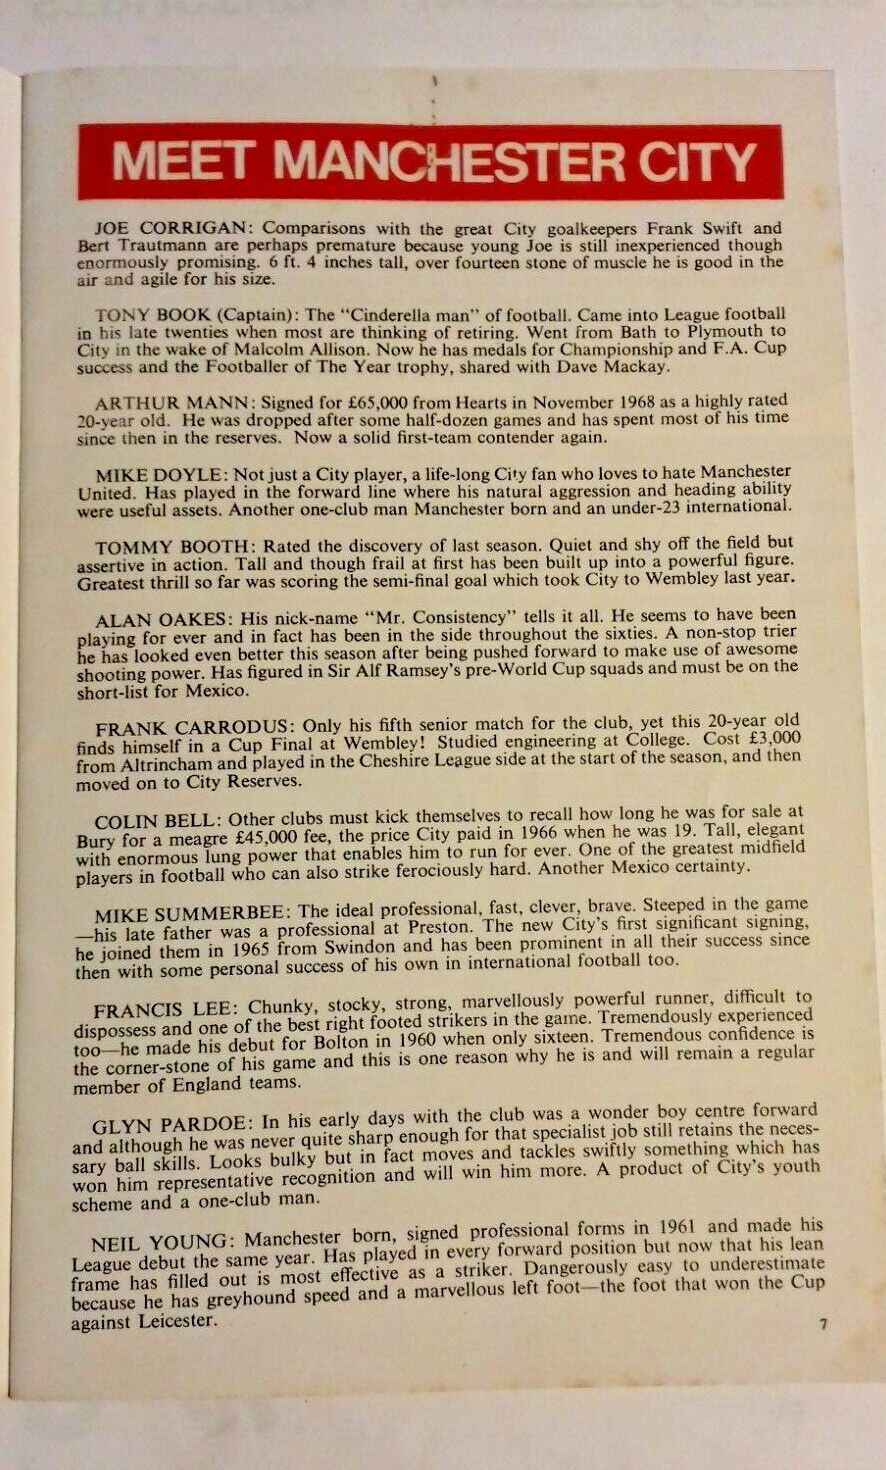 MEET MANCHESTER CITY
JOE CORRIGAN: Comparisons with the great City goalkeepers Frank Swift and
Bert Trautmann are perhaps premature because young Joe is still inexperienced though
enormously promising. 6 ft. 4 inches tall, over fourteen stone of muscle he is good in the
air and agile for his size.
TONY BOOK (Captain): The "Cinderella man" of football. Came into League football
in his late twenties when most are thinking of retiring. Went from Bath to Plymouth to
City in the wake of Malcolm Allison. Now he has medals for Championship and F.A. Cup
success and the Footballer of The Year trophy, shared with Dave Mackay.
ARTHUR MANN: Signed for £65,000 from Hearts in November 1968 as a highly rated
20-year old. He was dropped after some half-dozen games and has spent most of his time
since then in the reserves. Now a solid first-team contender again.
MIKE DOYLE: Not just a City player, a life-long City fan who loves to hate Manchester
United. Has played in the forward line where his natural aggression and heading ability
were useful assets. Another one-club man Manchester born and an under-23 international.
TOMMY BOOTH: Rated the discovery of last season. Quiet and shy off the field but
assertive in action. Tall and though frail at first has been built up into a powerful figure.
Greatest thrill so far was scoring the semi-final goal which took City to Wembley last year.
ALAN OAKES: His nick-name "Mr. Consistency" tells it all. He seems to have been
playing for ever and in fact has been in the side throughout the sixties. A non-stop trier
he has looked even better this season after being pushed forward to make use of awesome
shooting power. Has figured in Sir Alf Ramsey's pre-World Cup squads and must be on the
short-list for Mexico.
FRANK CARRODUS: Only his fifth senior match for the club, yet this 20-year old
finds himself in a Cup Final at Wembley! Studied engineering at College. Cost £3,000
from Altrincham and played in the Cheshire League side at the start of the season, and then
moved on to City Reserves.
COLIN BELL: Other clubs must kick themselves to recall how long he was for sale at
Bury for a meagre £45,000 fee, the price City paid in 1966 when he was 19. Tall, elegant
with enormous lung power that enables him to run for ever. One of the greatest midfield
players in football who can also strike ferociously hard. Another Mexico certainty.
MIKE SUMMERBEE: The ideal professional, fast, clever, brave. Steeped in the game
—his late father was a professional at Preston. The new City's first significant signing,
he joined them in 1965 from Swindon and has been prominent in all their success since
then with some personal success of his own in international football too.
FRANCIS LEE: Chunky, stocky, strong, marvellously powerful runner, difficult to
dispossess and one of the best right footed strikers in the game. Tremendously experienced
too—he made his debut for Bolton in 1960 when only sixteen. Tremendous confidence is
the corner-stone of his game and this is one reason why he is and will remain a regular
member of England teams.
GLYN PARDOE: In his early days with the club was a wonder boy centre forward
and although he was never quite sharp enough for that specialist job still retains the neces-
sary ball skills. Looks bulky but in fact moves and tackles swiftly something which has
won him representative recognition and will win him more. A product of City's youth
scheme and a one-club man.
NEIL YOUNG: Manchester born, signed professional forms in 1961 and made his
League debut the same year. Has played in every forward position but now that his lean
frame has filled out is most effective as a striker. Dangerously easy to underestimate
because he has greyhound speed and a marvellous left foot—the foot that won the Cup
against Leicester.
7